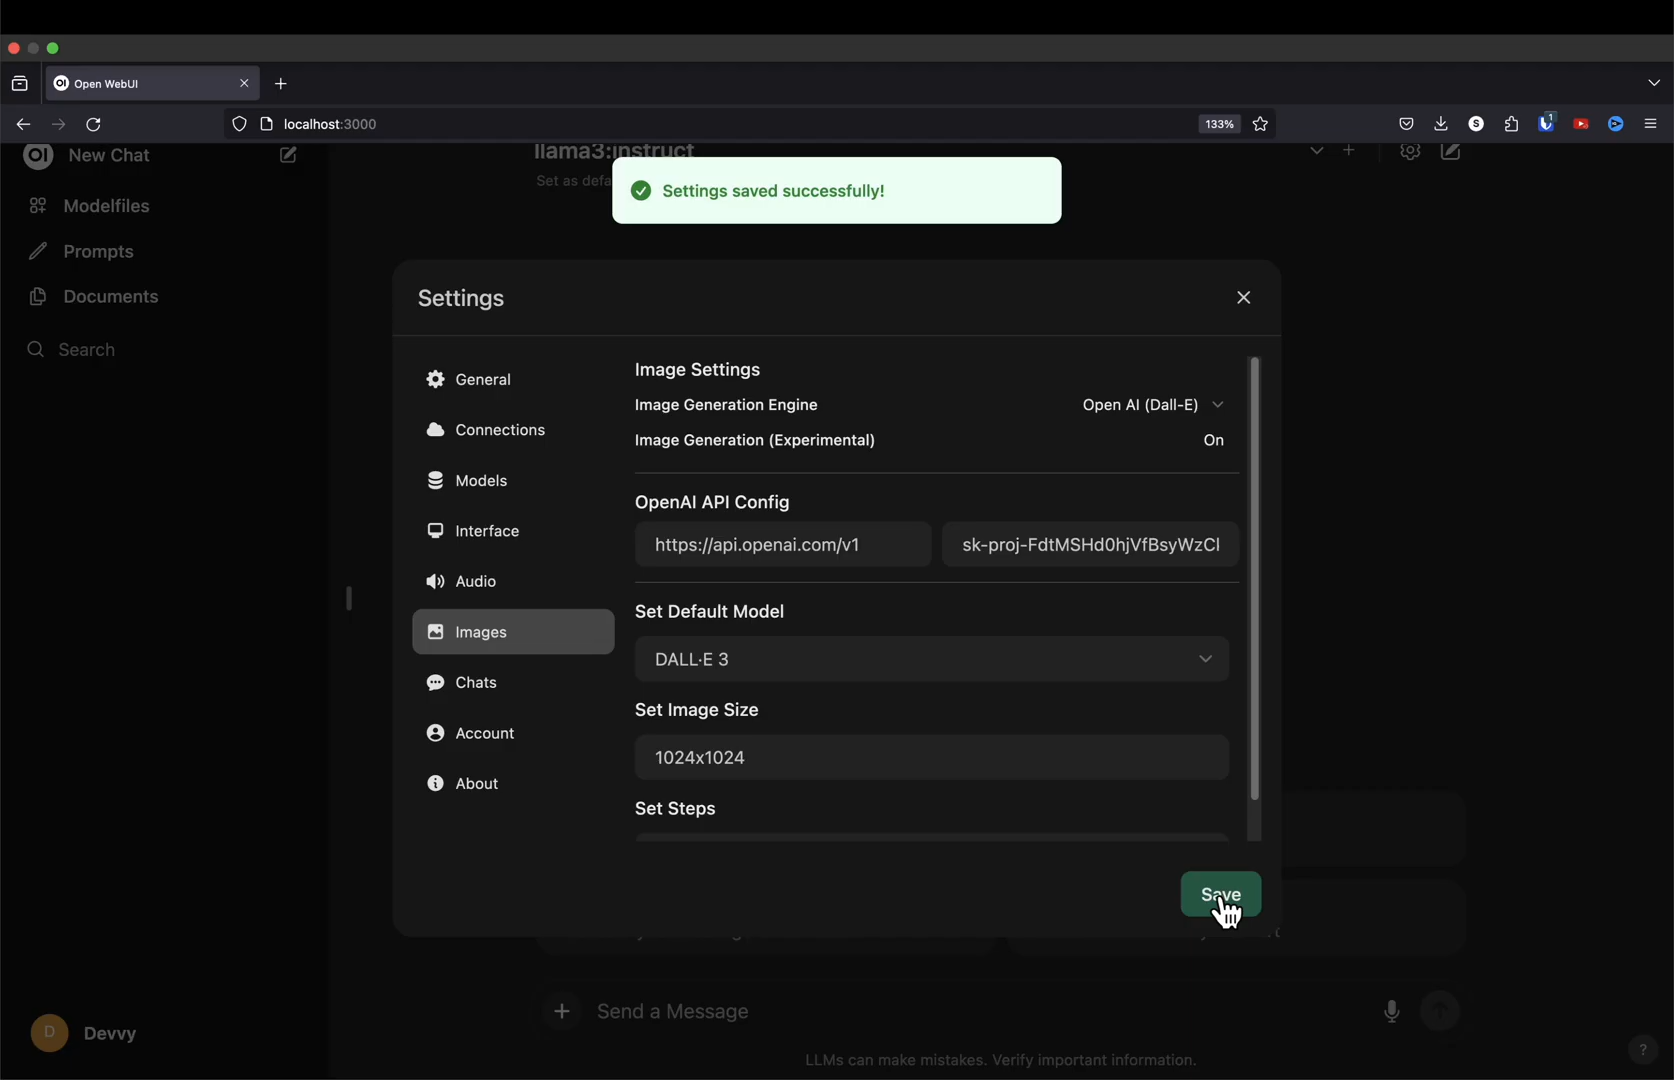 Open WebUI
localhost:3000
133%
S
1
New Chat
Modelfiles
Prompts
Documents
Search
llama3:instruct
Set as defa
Settings saved successfully!
Settings
General
Connections
Models
Interface
Audio
Images
Chats
Account
About
Image Settings
Image Generation Engine
Open AI (Dall-E)
Image Generation (Experimental)
On
OpenAI API Config
https://api.openai.com/v1
sk-proj-FdtMSHd0hjVfBsyWzCl
Set Default Model
DALL·E 3
Set Image Size
1024x1024
Set Steps
Save
Send a Message
LLMs can make mistakes. Verify important information.
D
Devvy
?